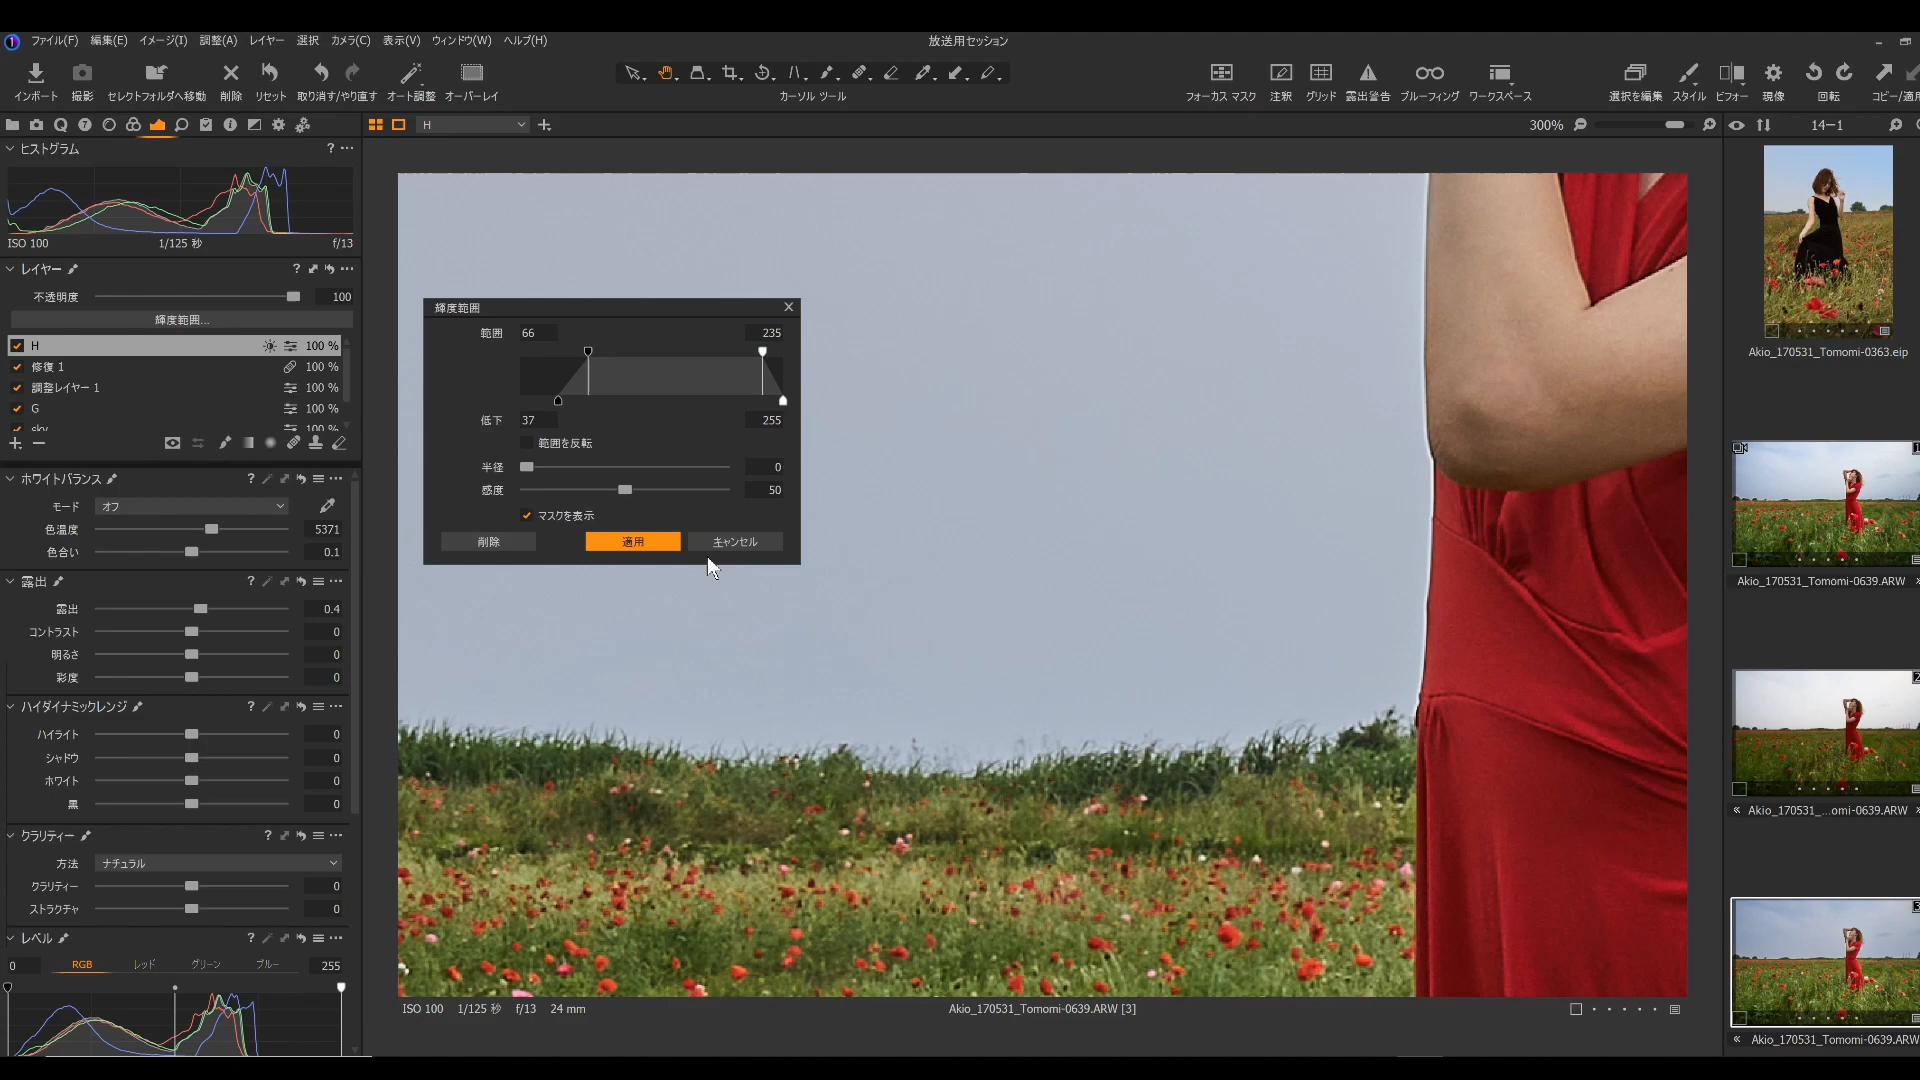 ファイル(F) 編集(E) イメージ(I) 調整(A) レイヤー 選択 カメラ(C) 表示(V) ウィンドウ(W) ヘルプ(H)
放送用セッション
インポート 撮影 セレクトフォルダへ移動 削除 リセット 取り消す/やり直す オート調整 オーバーレイ
カーソル ツール
フォーカス マスク 注釈 グリッド 露出警告 プルーフィング ワークスペース
選択を編集 スタイル ビフォー 現像 回転 コピー/適用
H
300%
14–1
ヒストグラム
ISO 100 1/125 秒 f/13
レイヤー
不透明度 100
輝度範囲...
H 100 %
修復 1 100 %
調整レイヤー 1 100 %
G 100 %
sky 100 %
ホワイトバランス
モード オフ
色温度 5371
色合い 0.1
露出
露出 0.4
コントラスト 0
明るさ 0
彩度 0
ハイダイナミックレンジ
ハイライト 0
シャドウ 0
ホワイト 0
黒 0
クラリティー
方法 ナチュラル
クラリティー 0
ストラクチャ 0
レベル
0 RGB レッド グリーン ブルー 255
輝度範囲
範囲 66 235
低下 37 255
範囲を反転
半径 0
感度 50
マスクを表示
削除 適用 キャンセル
ISO 100 1/125 秒 f/13 24 mm
Akio_170531_Tomomi-0639.ARW [3]
Akio_170531_Tomomi-0363.eip
1
Akio_170531_Tomomi-0639.ARW
2
Akio_170531_...omi-0639.ARW
3
Akio_170531_Tomomi-0639.ARW